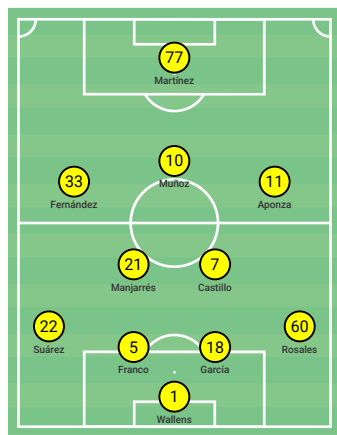 77
Martínez
10
Muñoz
33
Fernández
11
Aponza
21
Manjarrés
7
Castillo
22
Suárez
60
Rosales
5
Franco
18
García
1
Wallens